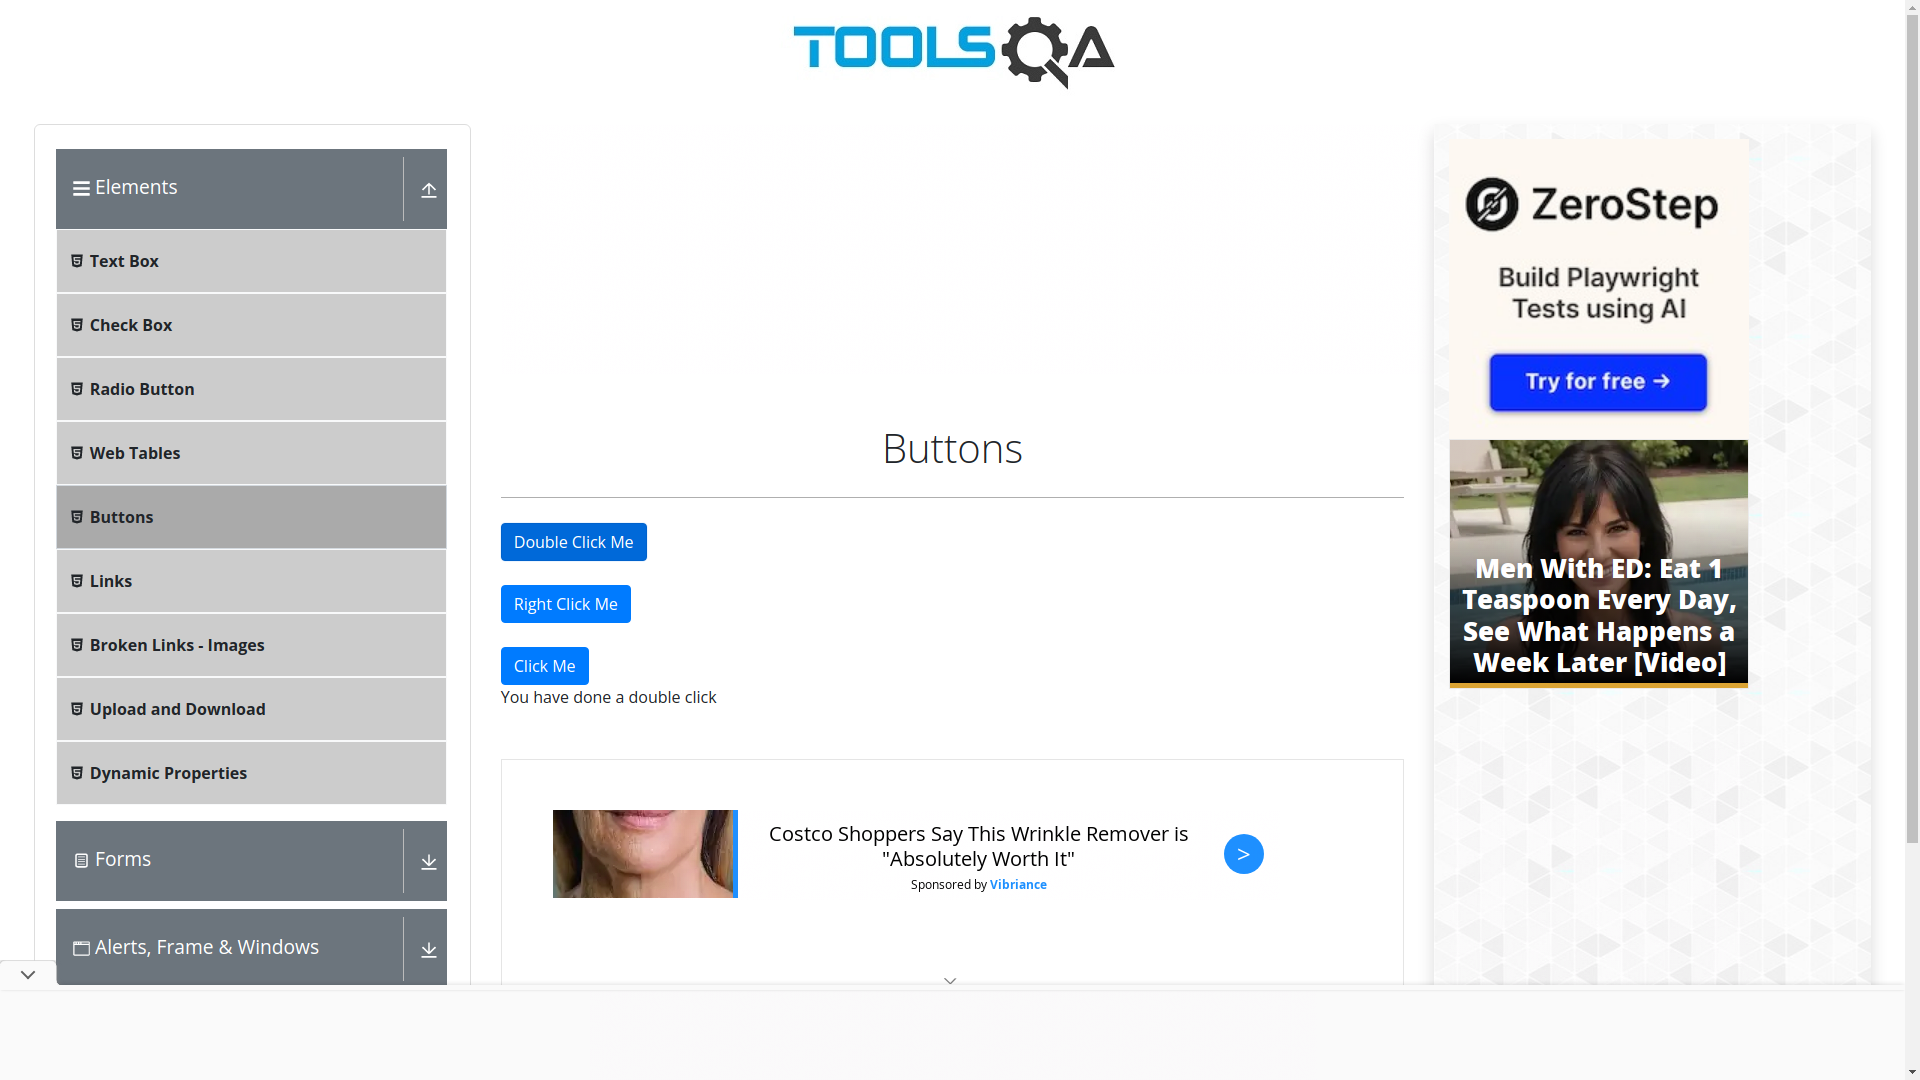 TOOLSQA
Elements
Text Box
Check Box
Radio Button
Web Tables
Buttons
Links
Broken Links - Images
Upload and Download
Dynamic Properties
Forms
Alerts, Frame & Windows
Buttons
Double Click Me
Right Click Me
Click Me
You have done a double click
Costco Shoppers Say This Wrinkle Remover is
"Absolutely Worth It"
Sponsored by Vibriance
>
ZeroStep
Build Playwright
Tests using AI
Try for free →
Men With ED: Eat 1
Teaspoon Every Day,
See What Happens a
Week Later [Video]